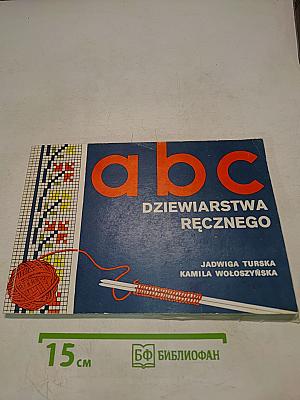 abc
DZIEWIARSTWA
RĘCZNEGO
JADWIGA TURSKA
KAMILA WOŁOSZYŃSKA
15 см
БФ БИБЛИОФАН